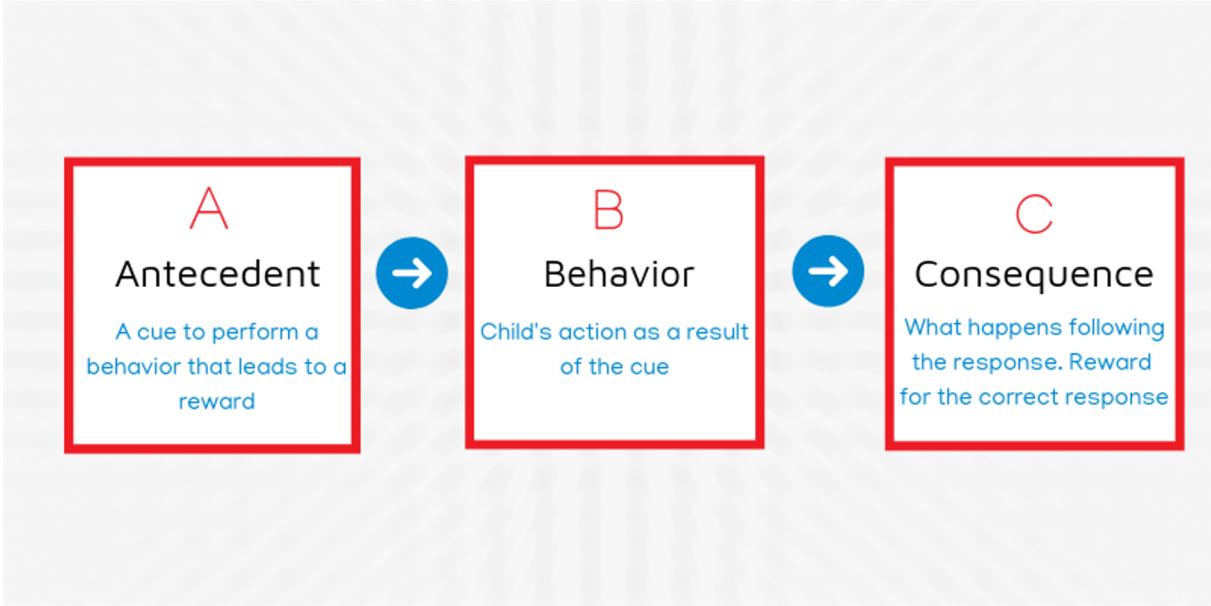 A
Antecedent
A cue to perform a
behavior that leads to a
reward
B
Behavior
Child's action as a result
of the cue
C
Consequence
What happens following
the response. Reward
for the correct response